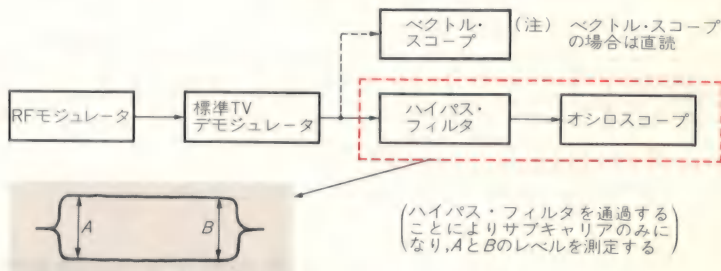 ベクトル・
スコープ
(注) ベクトル・スコープ
の場合は直読
RFモジュレータ
標準TV
デモジュレータ
ハイパス・
フィルタ
オシロスコープ
A
B
(ハイパス・フィルタを通過する
ことによりサブキャリアのみに
なり,AとBのレベルを測定する)